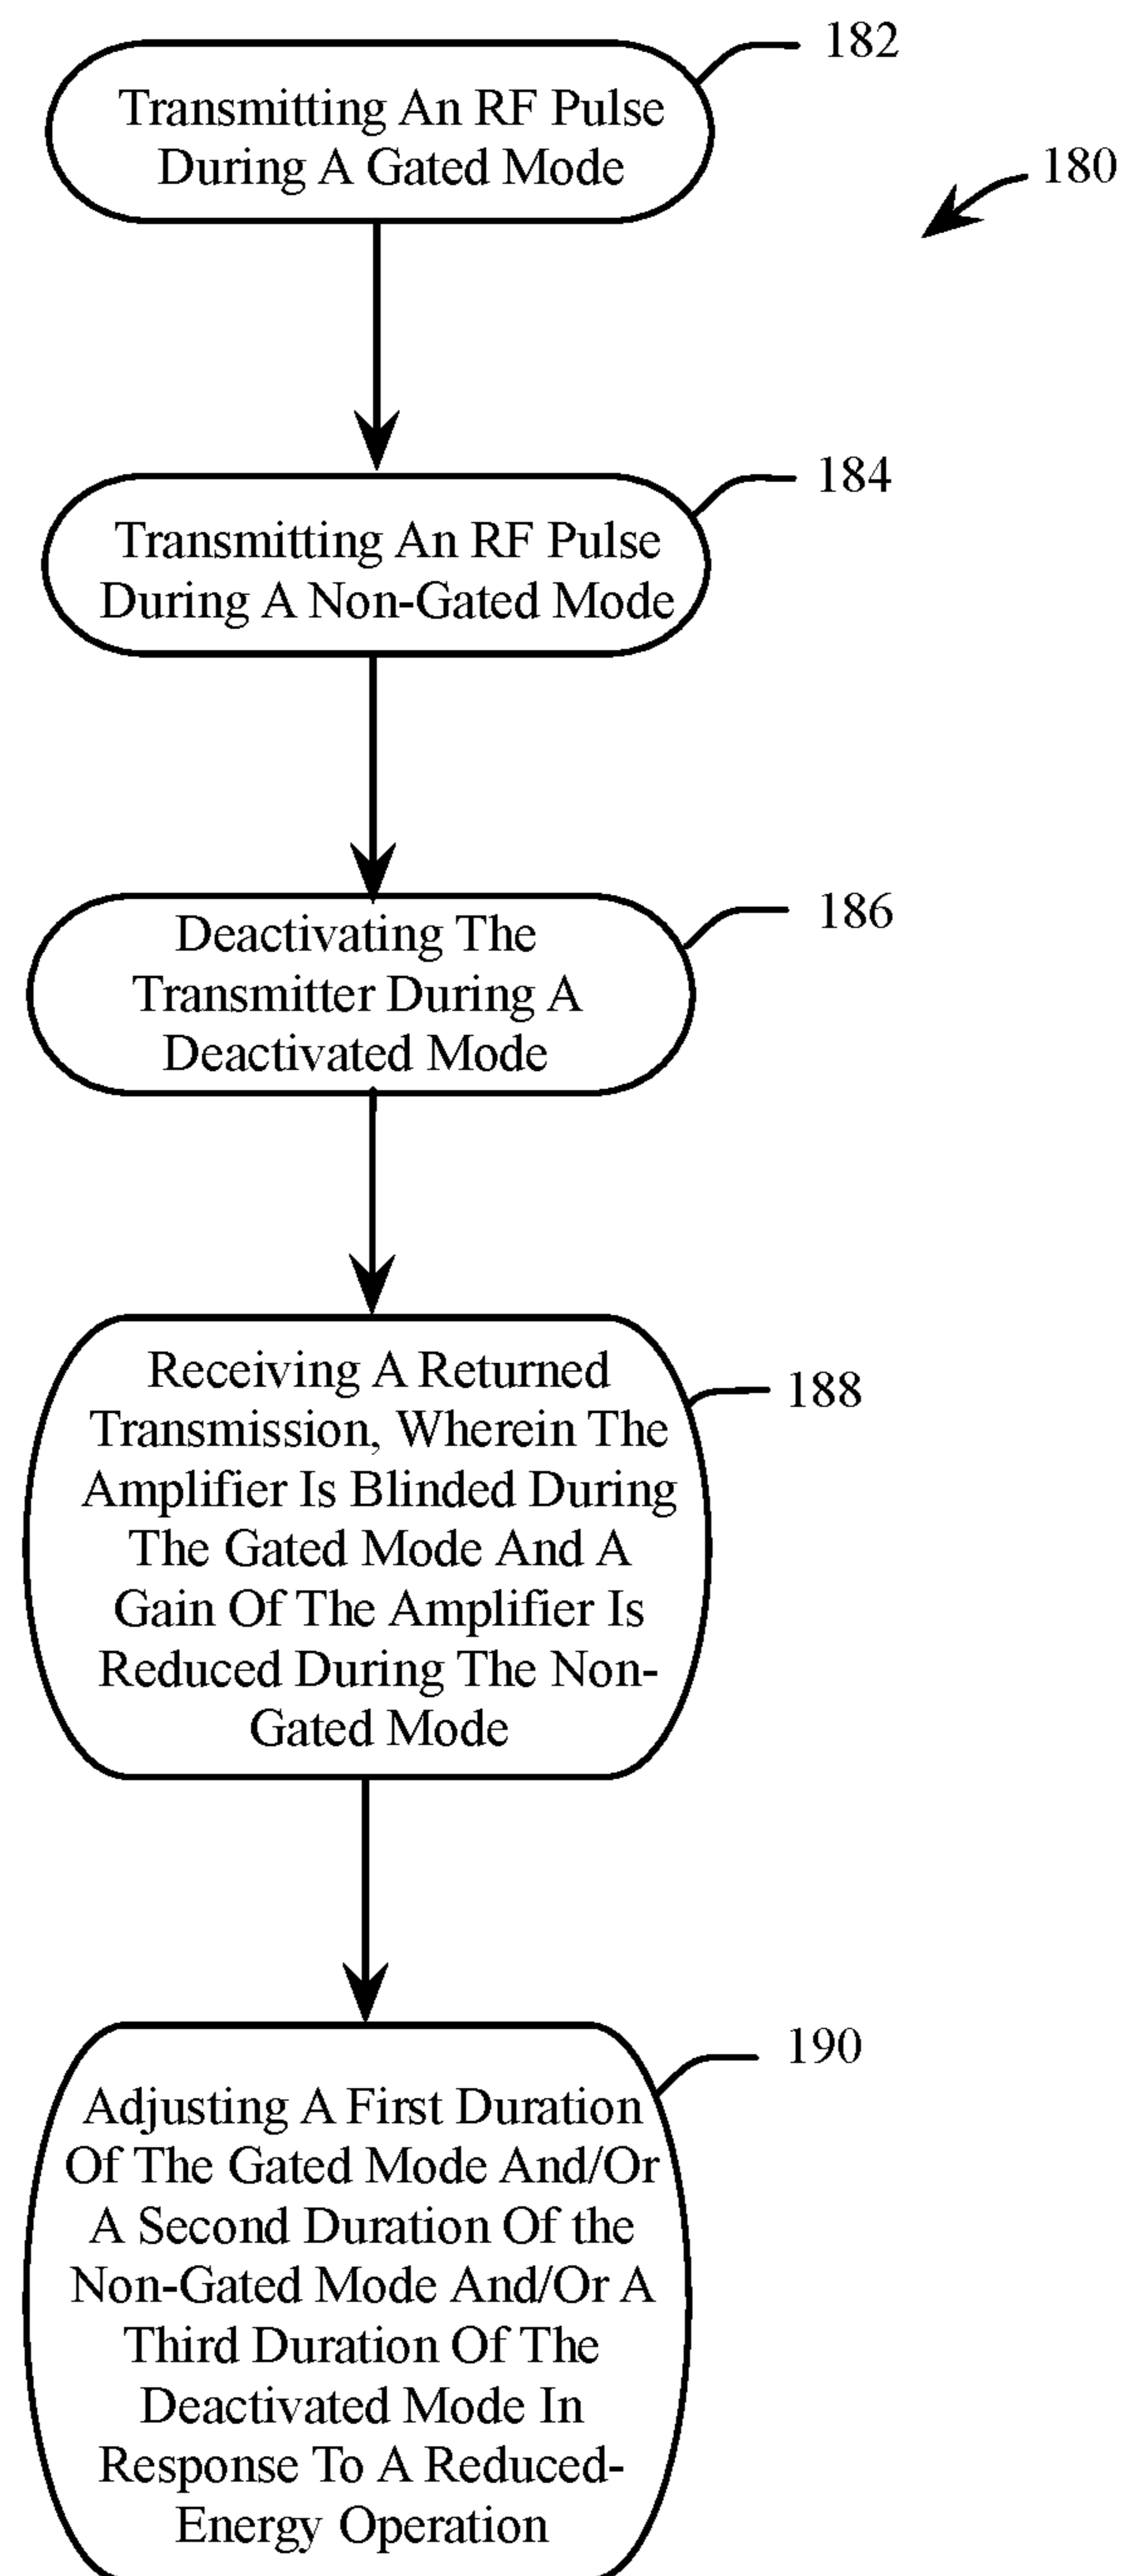 182
Transmitting An RF Pulse
During A Gated Mode
180
184
Transmitting An RF Pulse
During A Non-Gated Mode
186
Deactivating The
Transmitter During A
Deactivated Mode
188
Receiving A Returned
Transmission, Wherein The
Amplifier Is Blinded During
The Gated Mode And A
Gain Of The Amplifier Is
Reduced During The Non-
Gated Mode
190
Adjusting A First Duration
Of The Gated Mode And/Or
A Second Duration Of the
Non-Gated Mode And/Or A
Third Duration Of The
Deactivated Mode In
Response To A Reduced-
Energy Operation